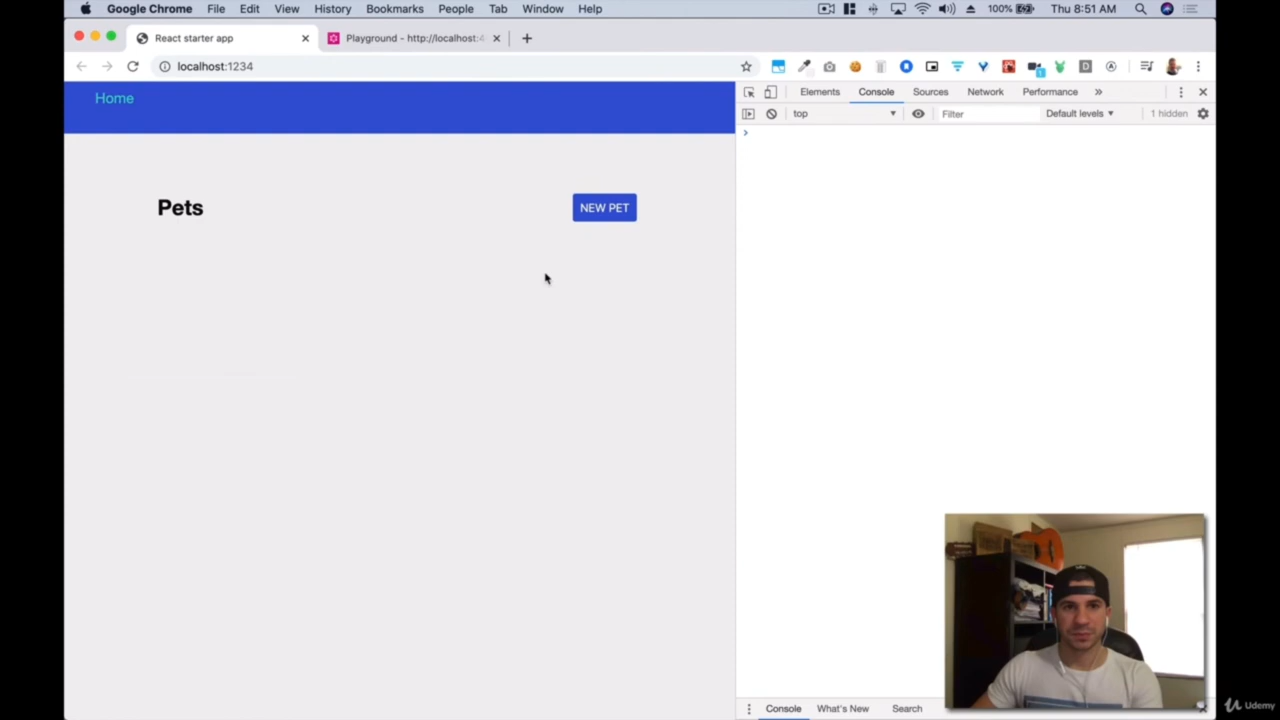 Google Chrome File Edit View History Bookmarks People Tab Window Help 100% Thu 8:51 AM
React starter app Playground - http://localhost:4
localhost:1234
Home
Elements Console Sources Network Performance »
top Filter Default levels 1 hidden
Pets
NEW PET
Console What's New Search
Udemy